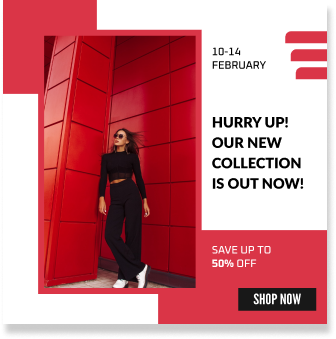 10-14
FEBRUARY
HURRY UP!
OUR NEW
COLLECTION
IS OUT NOW!
SAVE UP TO
50% OFF
SHOP NOW